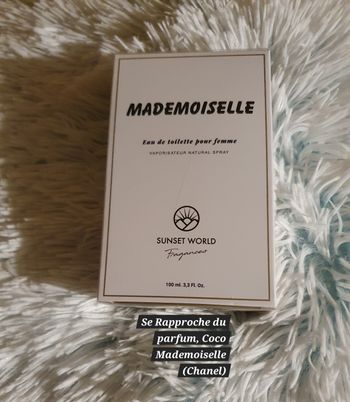 MADEMOISELLE
Eau de toilette pour femme
VAPORISATEUR NATURAL SPRAY
SUNSET WORLD
Fragances
100 ml. 3,3 Fl. Oz.
Se Rapproche du
parfum, Coco
Mademoiselle
(Chanel)